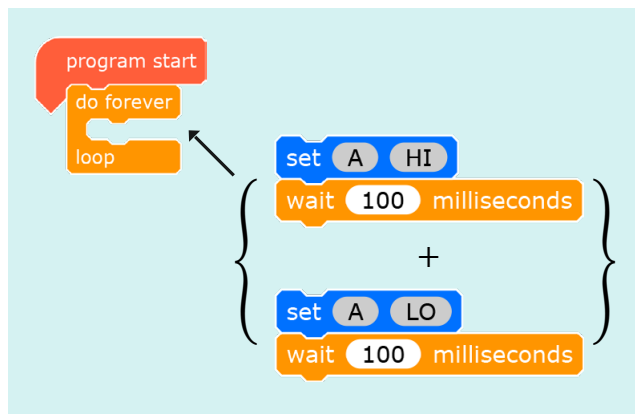 program start
do forever
loop
set A HI
wait 100 milliseconds
+
set A LO
wait 100 milliseconds